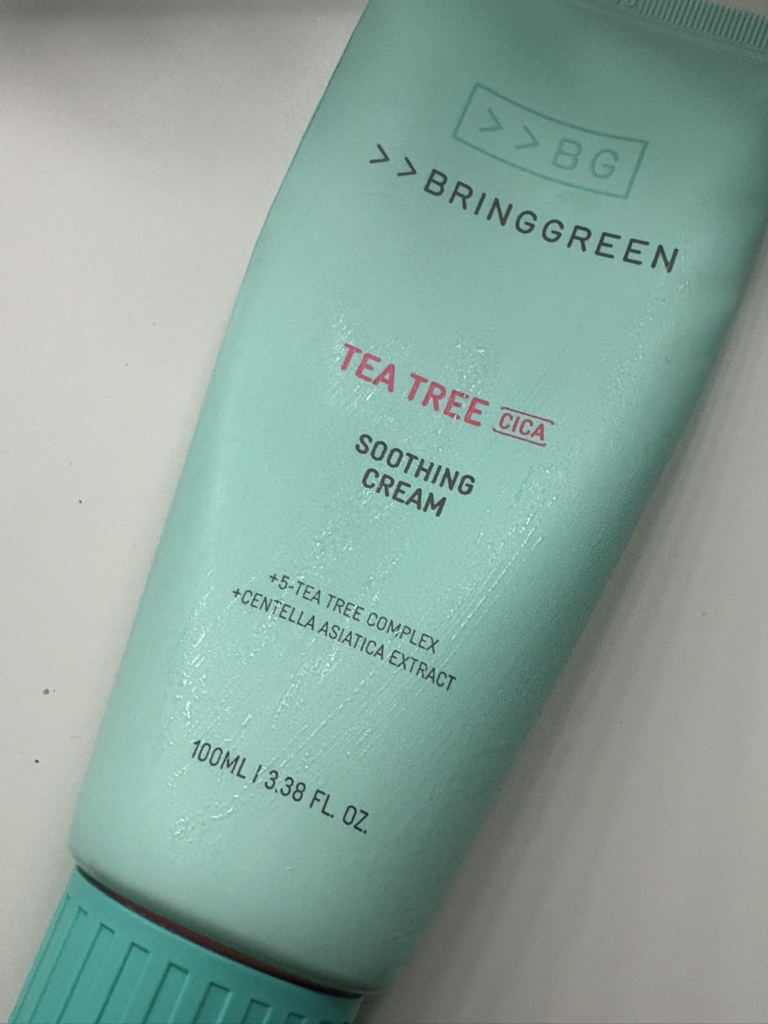 >>BG
>>BRINGGREEN
TEA TREE CICA
SOOTHING
CREAM
+5-TEA TREE COMPLEX
+CENTELLA ASIATICA EXTRACT
100ML | 3.38 FL. OZ.